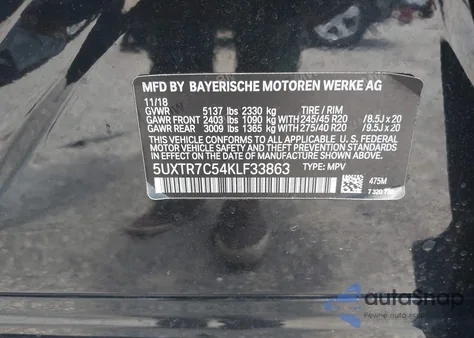 MFD BY BAYERISCHE MOTOREN WERKE AG
11/18
GVWR 5137 lbs 2330 kg TIRE / RIM
GAWR FRONT 2403 lbs 1090 kg WITH 245/45 R20 /8.5J x 20
GAWR REAR 3009 lbs 1365 kg WITH 275/40 R20 /9.5J x 20
THIS VEHICLE CONFORMS TO ALL APPLICABLE U. S. FEDERAL
MOTOR VEHICLE SAFETY AND THEFT PREVENTION STANDARDS
IN EFFECT ON THE DATE OF MANUFACTURE SHOWN ABOVE.
5UXTR7C54KLF33863 TYPE: MPV
475M
autoSnap
Pewne auto